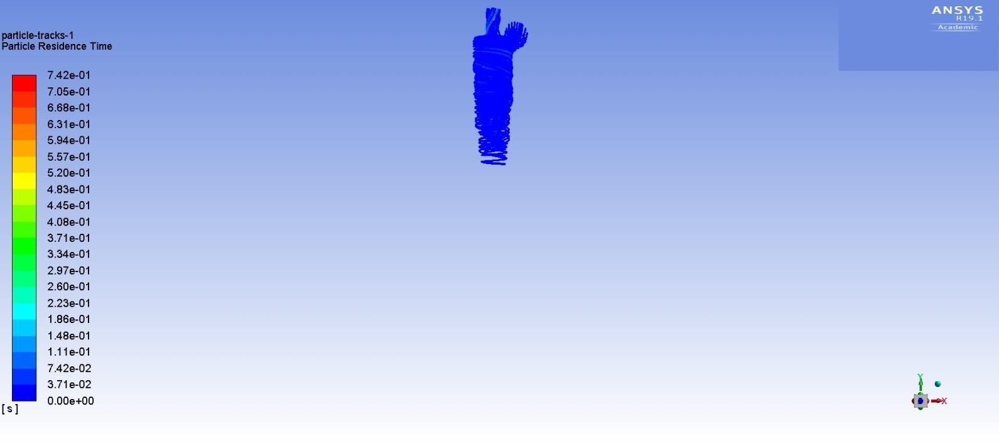 ANSYS
R19.1
Academic
particle-tracks-1
Particle Residence Time
7.42e-01
7.05e-01
6.68e-01
6.31e-01
5.94e-01
5.57e-01
5.20e-01
4.83e-01
4.45e-01
4.08e-01
3.71e-01
3.34e-01
2.97e-01
2.60e-01
2.23e-01
1.86e-01
1.48e-01
1.11e-01
7.42e-02
3.71e-02
0.00e+00
[ s ]
Y
X